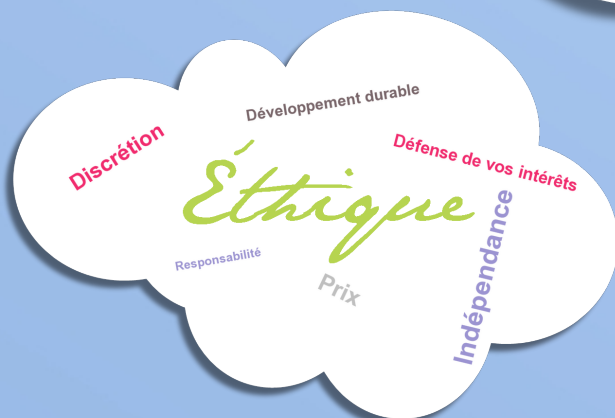 Développement durable
Discrétion
Défense de vos intérêts
Éthique
Indépendance
Responsabilité
Prix